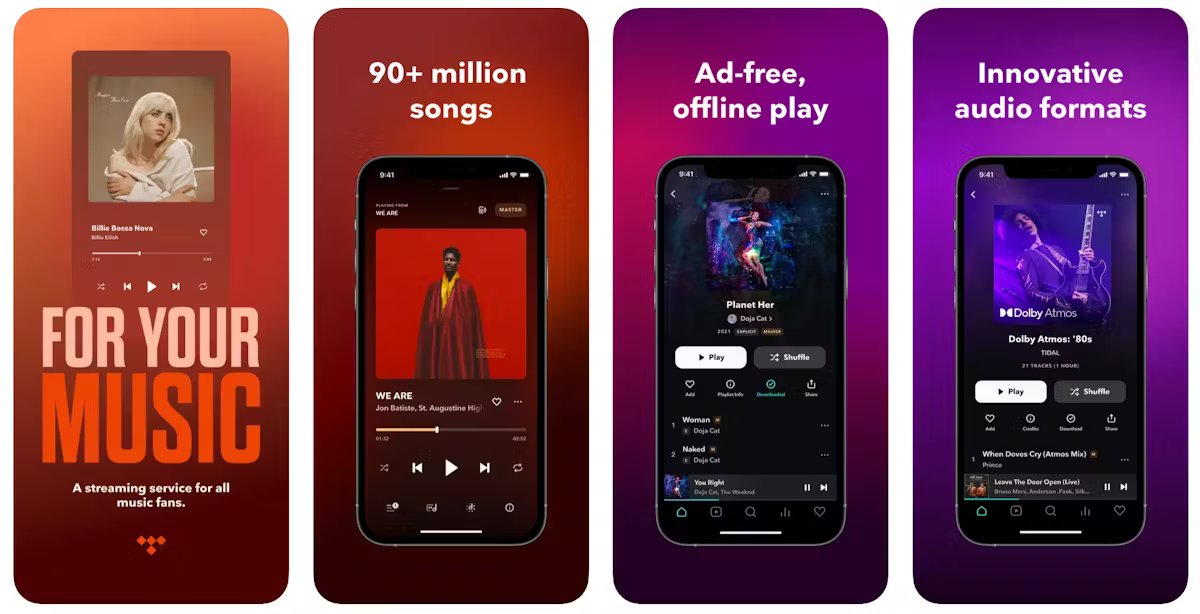 Billie Bossa Nova
Billie Eilish
1:14
FOR YOUR
MUSIC
A streaming service for all
music fans.
90+ million
songs
9:41
PLAYING FROM
WE ARE
MASTER
WE ARE
Jon Batiste, St. Augustine High
01:32
-02:52
Ad-free,
offline play
9:41
Planet Her
Doja Cat >
2021 EXPLICIT MASTER
Play
Shuffle
Add
Playlist Info
Downloaded
Share
1
Woman M
E Doja Cat
2
Naked M
E Doja Cat
You Right
Doja Cat, The Weeknd
Innovative
audio formats
9:41
Dolby Atmos
Dolby Atmos: '80s
TIDAL
21 TRACKS (1 HOUR)
Play
Shuffle
Add
Credits
Download
Share
1
When Doves Cry (Atmos Mix) M
Prince
Leave The Door Open (Live)
Bruno Mars, Anderson .Paak, Silk...